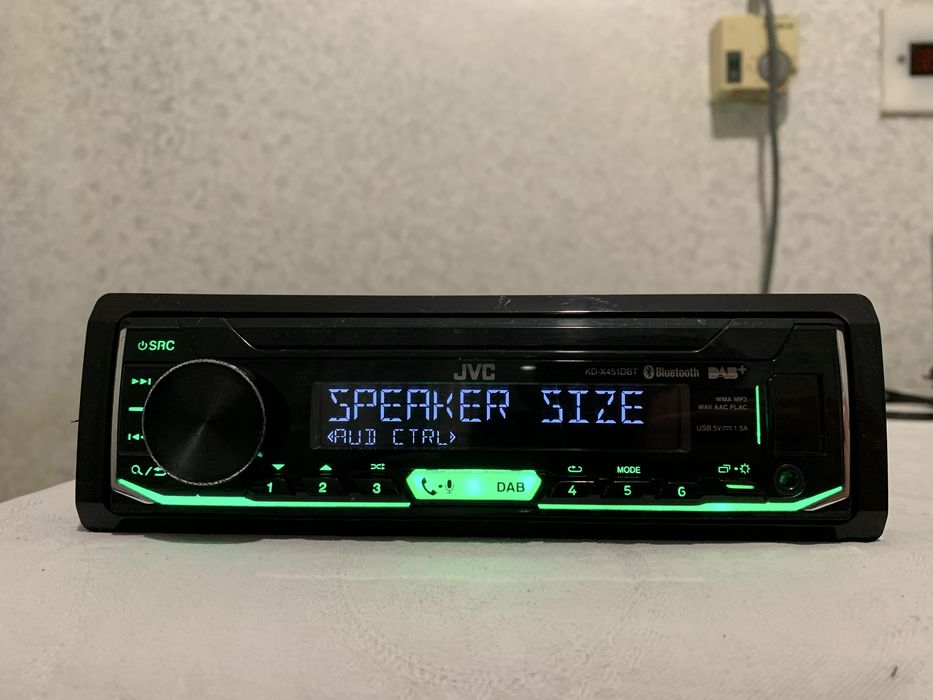 SRC
JVC
KD-X451DBT Bluetooth DAB+
SPEAKER SIZE
«AUD CTRL»
WMA MP3
WAV AAC FLAC
USB 5V⎓1.5A
MODE
1 2 3 DAB 4 5 6